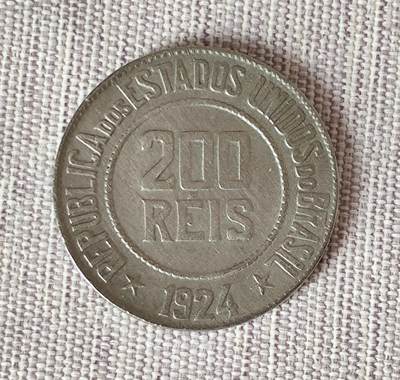 REPUBLICA DOS ESTADOS UNIDOS DO BRASIL
200
REIS
1924